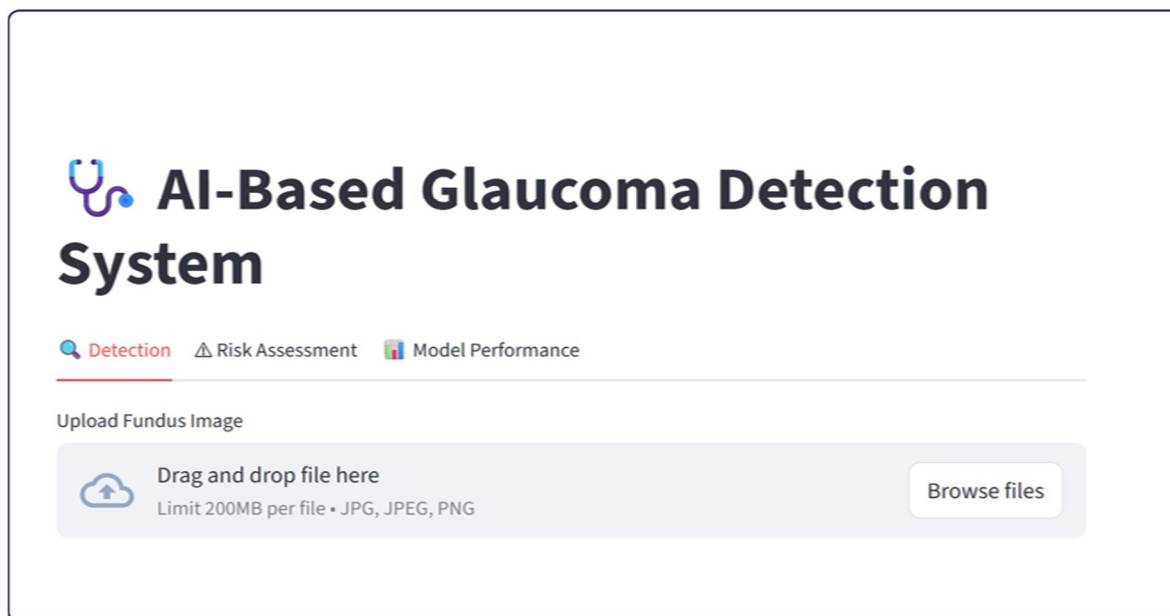 AI-Based Glaucoma Detection
System
Detection Risk Assessment Model Performance
Upload Fundus Image
Drag and drop file here
Limit 200MB per file • JPG, JPEG, PNG
Browse files